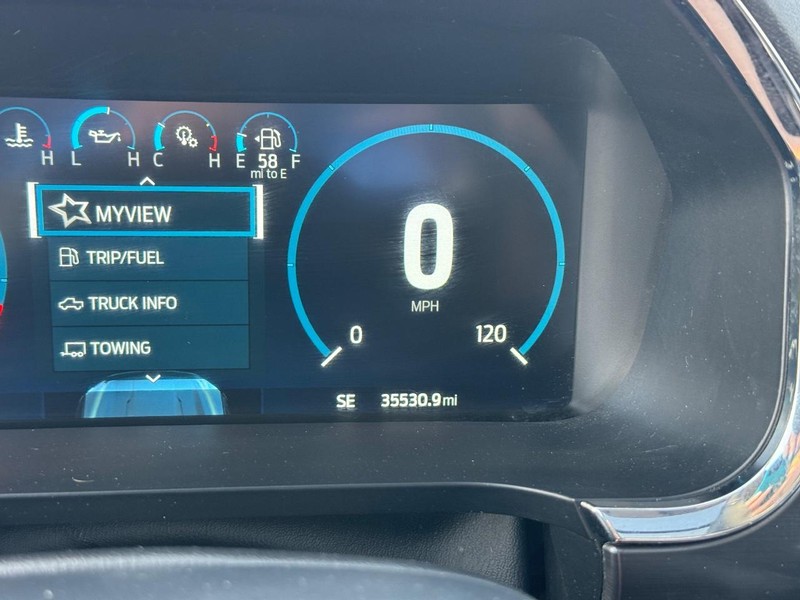 H L H C H E 58 F
mi to E
MYVIEW
TRIP/FUEL
TRUCK INFO
TOWING
0
MPH
0 120
SE 35530.9 mi